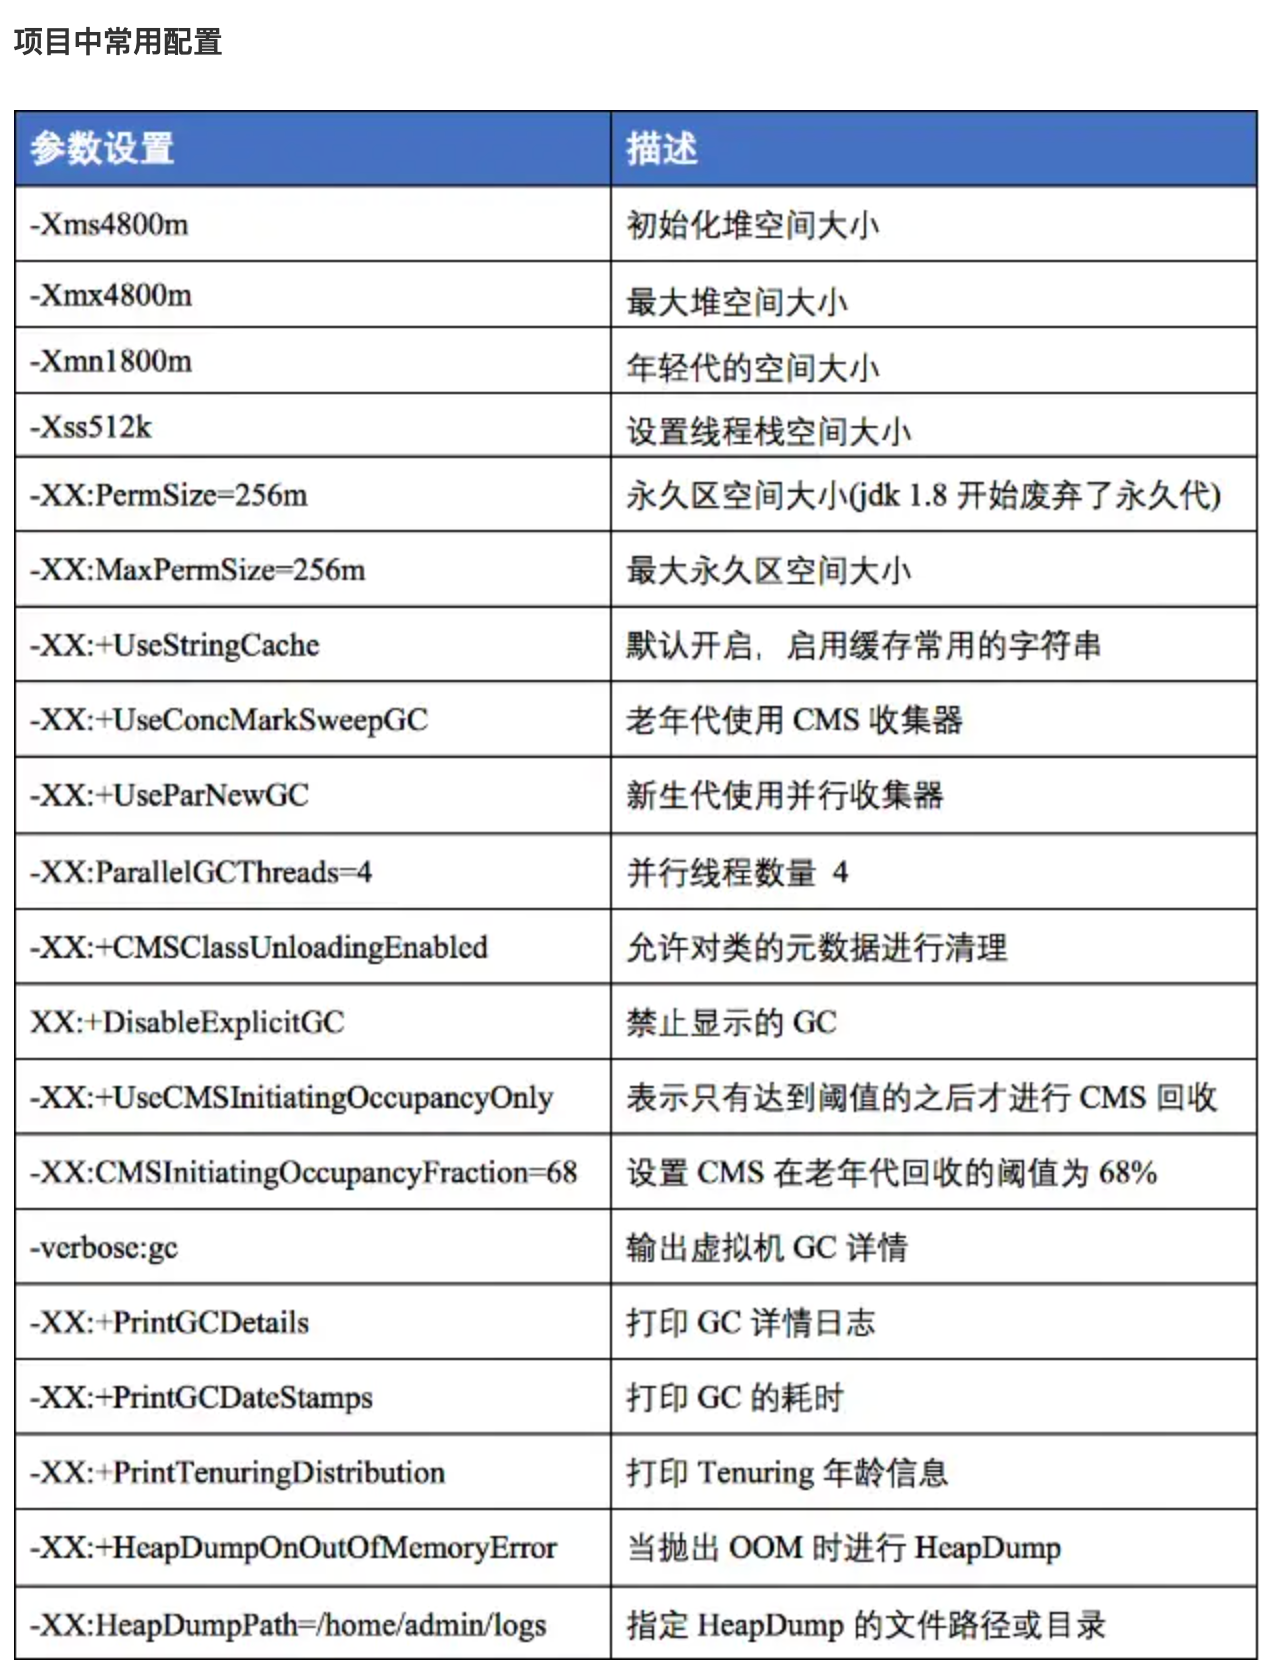 项目中常用配置
参数设置 描述
-Xms4800m 初始化堆空间大小
-Xmx4800m 最大堆空间大小
-Xmn1800m 年轻代的空间大小
-Xss512k 设置线程栈空间大小
-XX:PermSize=256m 永久区空间大小(jdk 1.8 开始废弃了永久代)
-XX:MaxPermSize=256m 最大永久区空间大小
-XX:+UseStringCache 默认开启，启用缓存常用的字符串
-XX:+UseConcMarkSweepGC 老年代使用 CMS 收集器
-XX:+UseParNewGC 新生代使用并行收集器
-XX:ParallelGCThreads=4 并行线程数量 4
-XX:+CMSClassUnloadingEnabled 允许对类的元数据进行清理
XX:+DisableExplicitGC 禁止显示的 GC
-XX:+UseCMSInitiatingOccupancyOnly 表示只有达到阈值的之后才进行 CMS 回收
-XX:CMSInitiatingOccupancyFraction=68 设置 CMS 在老年代回收的阈值为 68%
-verbose:gc 输出虚拟机 GC 详情
-XX:+PrintGCDetails 打印 GC 详情日志
-XX:+PrintGCDateStamps 打印 GC 的耗时
-XX:+PrintTenuringDistribution 打印 Tenuring 年龄信息
-XX:+HeapDumpOnOutOfMemoryError 当抛出 OOM 时进行 HeapDump
-XX:HeapDumpPath=/home/admin/logs 指定 HeapDump 的文件路径或目录